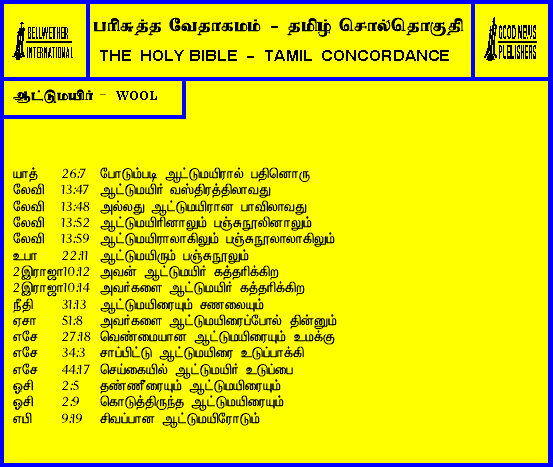 BELLWETHER
INTERNATIONAL
பரிசுத்த வேதாகமம் - தமிழ் சொல்தொகுதி
THE HOLY BIBLE - TAMIL CONCORDANCE
GOOD NEWS
PUBLISHERS
ஆட்டுமயிர் - WOOL
யாத் 26:7 போடும்படி ஆட்டுமயிரால் பதினொரு
லேவி 13:47 ஆட்டுமயிர் வஸ்திரத்திலாவது
லேவி 13:48 அல்லது ஆட்டுமயிரான பாவிலாவது
லேவி 13:52 ஆட்டுமயிரினாலும் பஞ்சுநூலினாலும்
லேவி 13:59 ஆட்டுமயிராலாகிலும் பஞ்சுநூலாலாகிலும்
உபா 22:11 ஆட்டுமயிரும் பஞ்சுநூலும்
2இராஜா10:12 அவன் ஆட்டுமயிர் கத்தரிக்கிற
2இராஜா10:14 அவர்களை ஆட்டுமயிர் கத்தரிக்கிற
நீதி 31:13 ஆட்டுமயிரையும் சணலையும்
ஏசா 51:8 அவர்களை ஆட்டுமயிரைப்போல் தின்னும்
எசே 27:18 வெண்மையான ஆட்டுமயிரையும் உமக்கு
எசே 34:3 சாப்பிட்டு ஆட்டுமயிரை உடுப்பாக்கி
எசே 44:17 செய்கையில் ஆட்டுமயிர் உடுப்பை
ஓசி 2:5 தண்ணீரையும் ஆட்டுமயிரையும்
ஓசி 2:9 கொடுத்திருந்த ஆட்டுமயிரையும்
எபி 9:19 சிவப்பான ஆட்டுமயிரோடும்